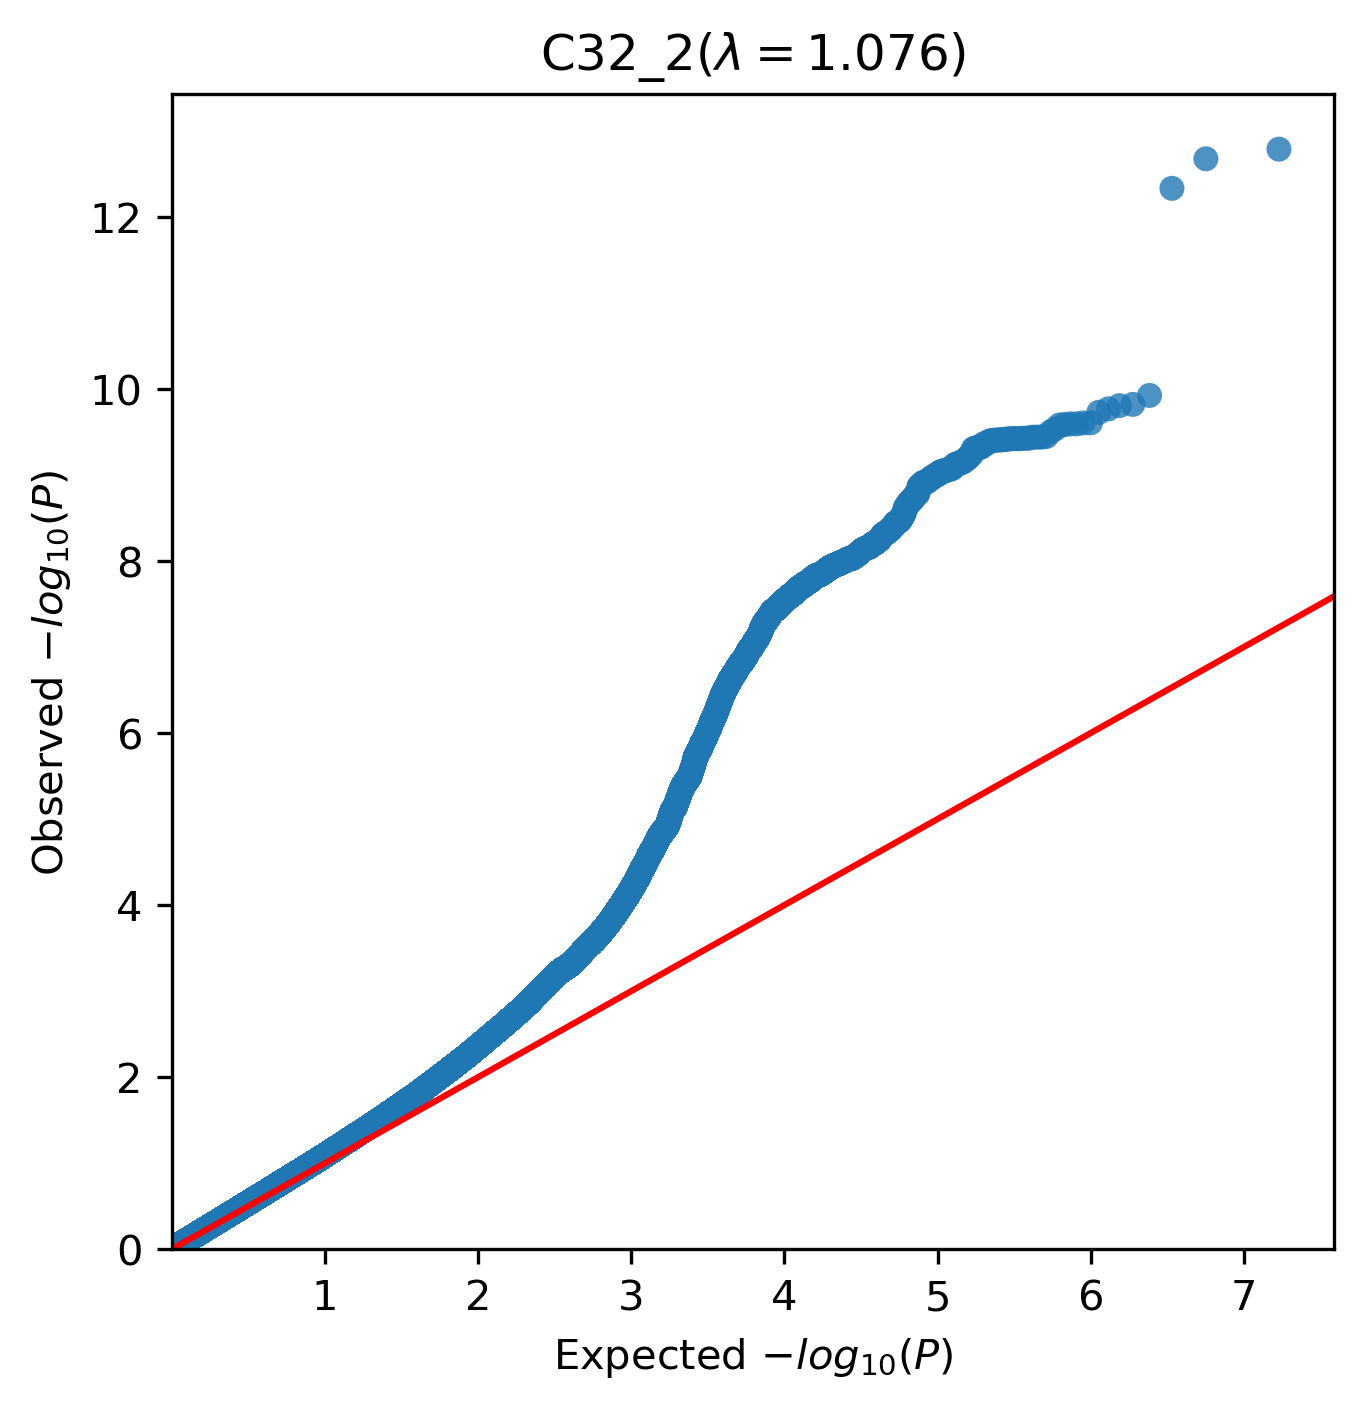 C32_2(λ = 1.076)
12
10
8
6
4
2
0
Observed −log₁₀(P)
1 2 3 4 5 6 7
Expected −log₁₀(P)